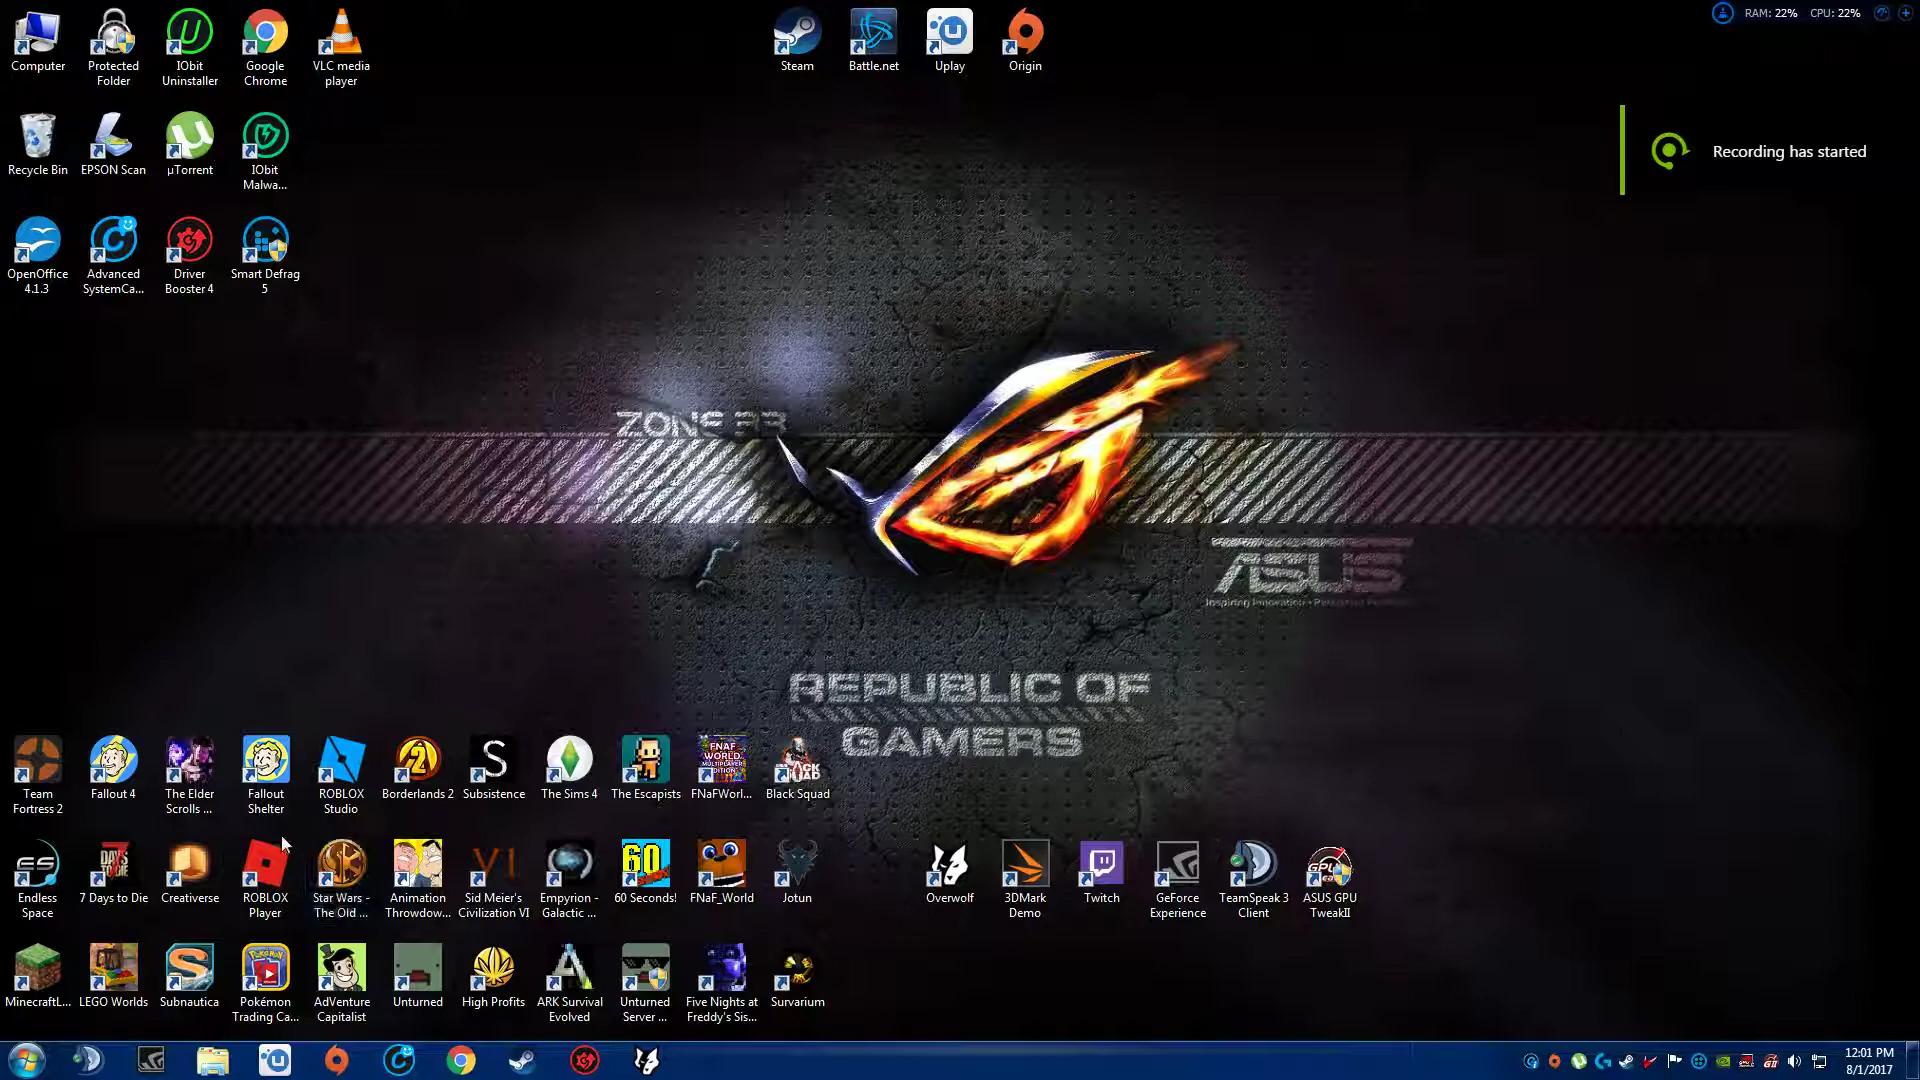 RAM: 22% CPU: 22%
Computer
Protected
Folder
IObit
Uninstaller
Google
Chrome
VLC media
player
Steam
Battle.net
Uplay
Origin
Recording has started
Recycle Bin
EPSON Scan
µTorrent
IObit
Malwa...
OpenOffice
4.1.3
Advanced
SystemCa...
Driver
Booster 4
Smart Defrag
5
ZONE 33
ASUS
REPUBLIC OF
GAMERS
Team
Fortress 2
Fallout 4
The Elder
Scrolls ...
Fallout
Shelter
ROBLOX
Studio
Borderlands 2
Subsistence
The Sims 4
The Escapists
FNAF
WORLD
MULTIPLAYER
EDITION
FNaFWorl...
Black Squad
Endless
Space
7 Days to Die
Creativerse
ROBLOX
Player
Star Wars -
The Old ...
Animation
Throwdow...
Sid Meier's
Civilization VI
Empyrion -
Galactic ...
60 Seconds!
FNaF_World
Jotun
Overwolf
3DMark
Demo
Twitch
GeForce
Experience
TeamSpeak 3
Client
ASUS GPU
TweakII
MinecraftL...
LEGO Worlds
Subnautica
Pokémon
Trading Ca...
AdVenture
Capitalist
Unturned
High Profits
ARK Survival
Evolved
Unturned
Server ...
Five Nights at
Freddy's Sis...
Survarium
12:01 PM
8/1/2017